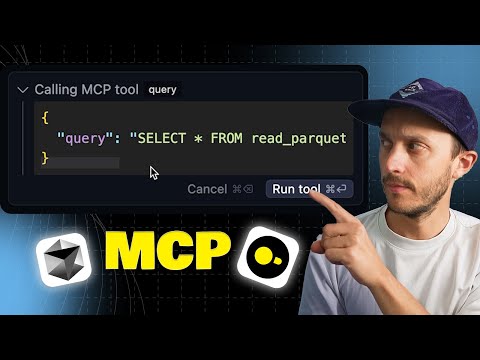 Calling MCP tool query
{
"query": "SELECT * FROM read_parquet
}
Cancel ⌘⌫ Run tool ⌘⏎
MCP